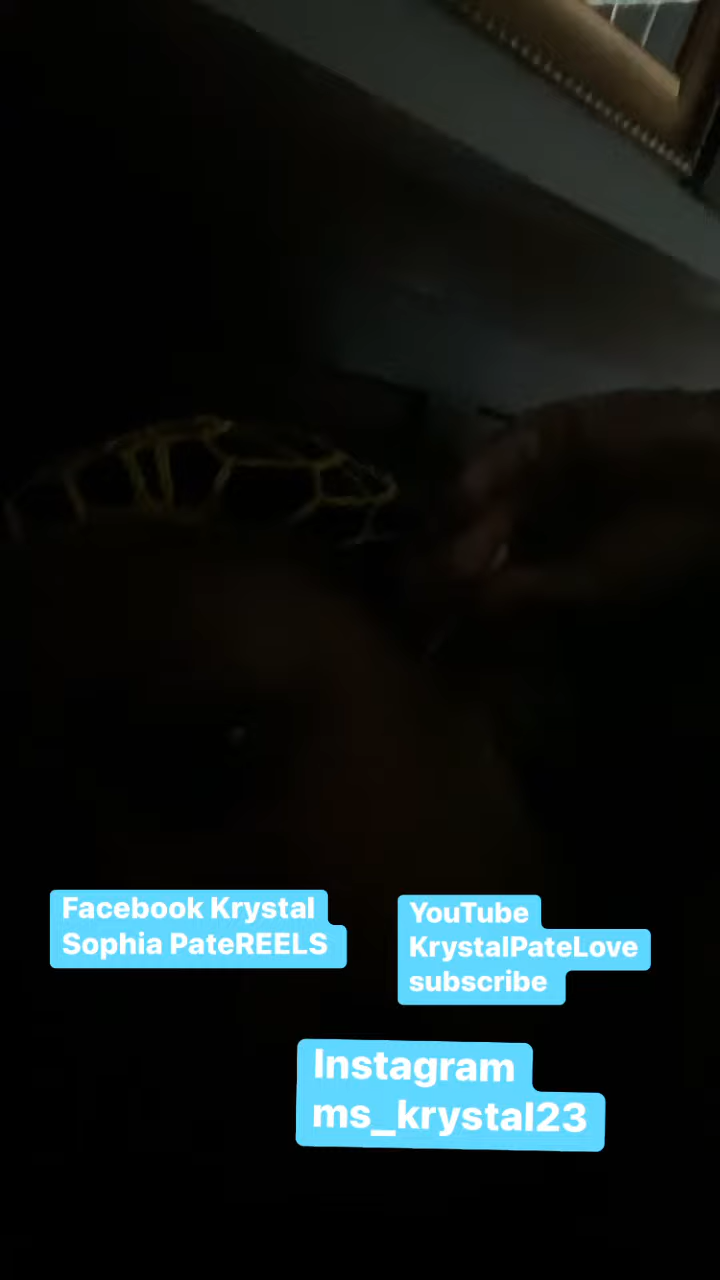 Facebook Krystal
Sophia PateREELS
YouTube
KrystalPateLove
subscribe
Instagram
ms_krystal23